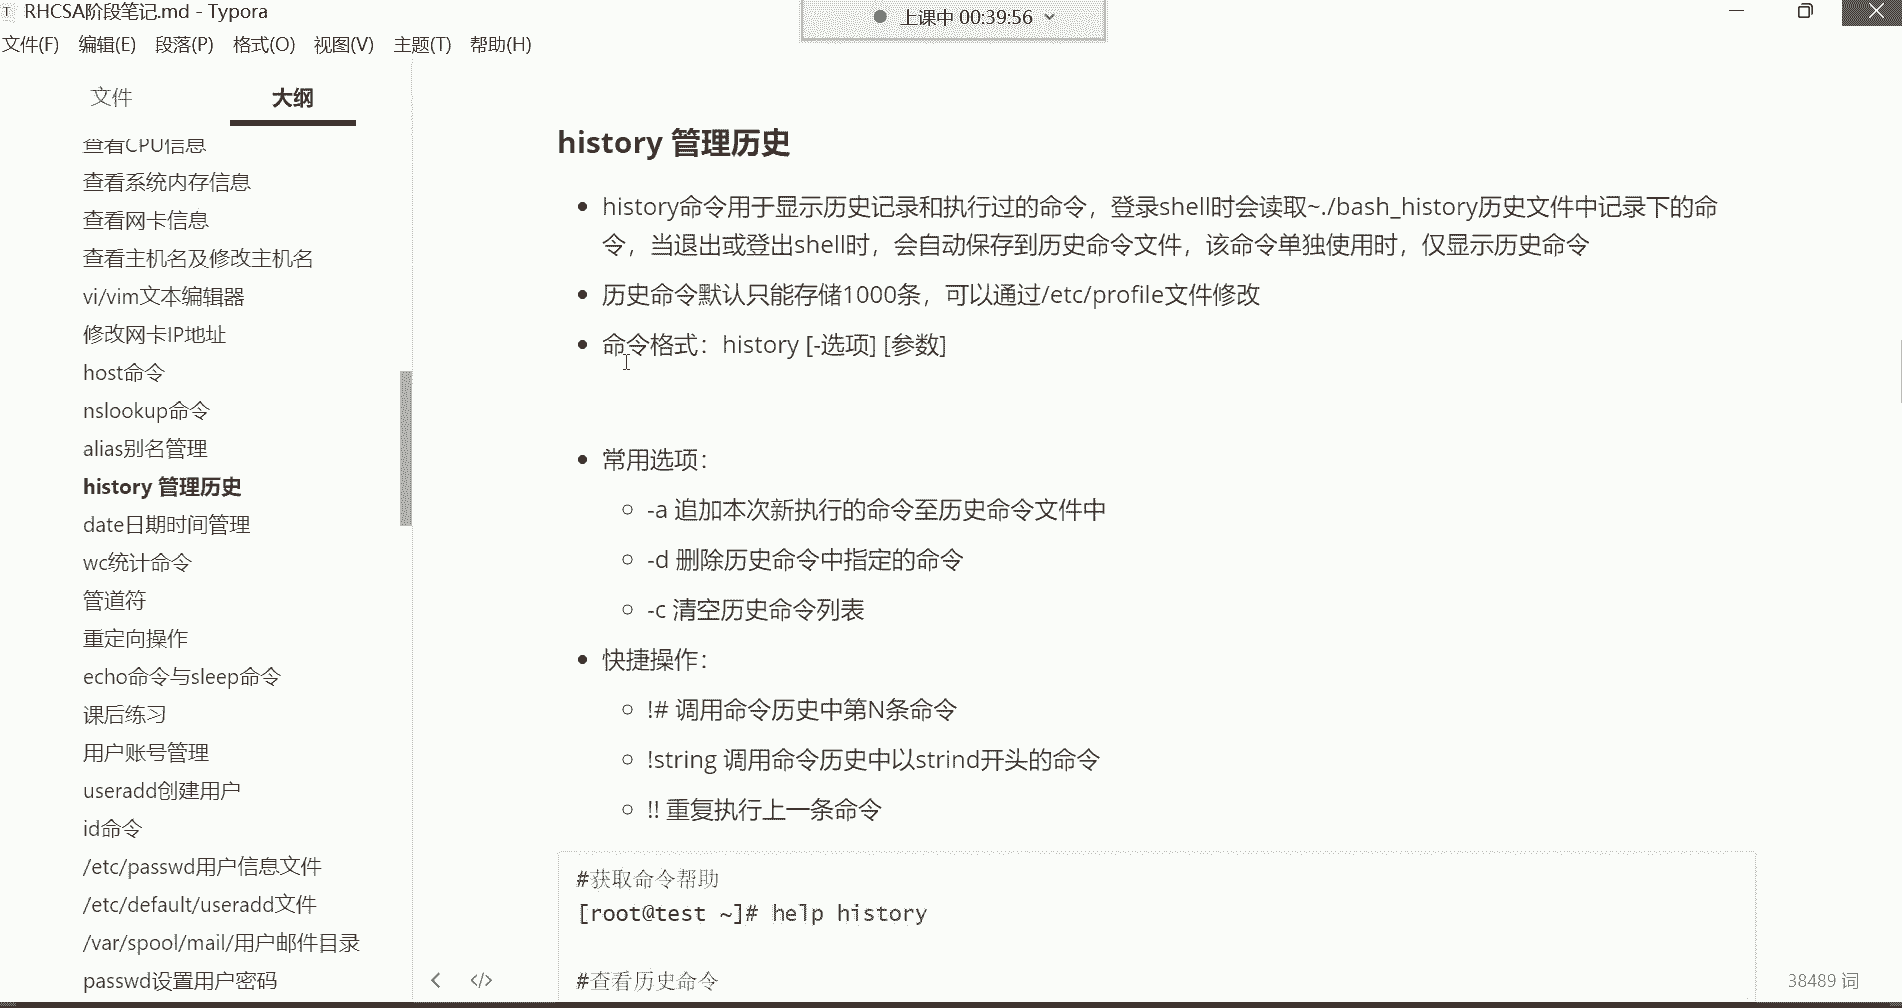 RHCSA阶段笔记.md - Typora
上课中 00:39:56
文件(F) 编辑(E) 段落(P) 格式(O) 视图(V) 主题(T) 帮助(H)
文件 大纲
查看CPU信息
查看系统内存信息
查看网卡信息
查看主机名及修改主机名
vi/vim文本编辑器
修改网卡IP地址
host命令
nslookup命令
alias别名管理
history 管理历史
date日期时间管理
wc统计命令
管道符
重定向操作
echo命令与sleep命令
课后练习
用户账号管理
useradd创建用户
id命令
/etc/passwd用户信息文件
/etc/default/useradd文件
/var/spool/mail/用户邮件目录
passwd设置用户密码
history 管理历史
history命令用于显示历史记录和执行过的命令，登录shell时会读取~./bash_history历史文件中记录下的命
令，当退出或登出shell时，会自动保存到历史命令文件，该命令单独使用时，仅显示历史命令
历史命令默认只能存储1000条，可以通过/etc/profile文件修改
命令格式：history [-选项] [参数]
常用选项：
-a 追加本次新执行的命令至历史命令文件中
-d 删除历史命令中指定的命令
-c 清空历史命令列表
快捷操作：
!# 调用命令历史中第N条命令
!string 调用命令历史中以strind开头的命令
!! 重复执行上一条命令
#获取命令帮助
[root@test ~]# help history
#查看历史命令
38489 词